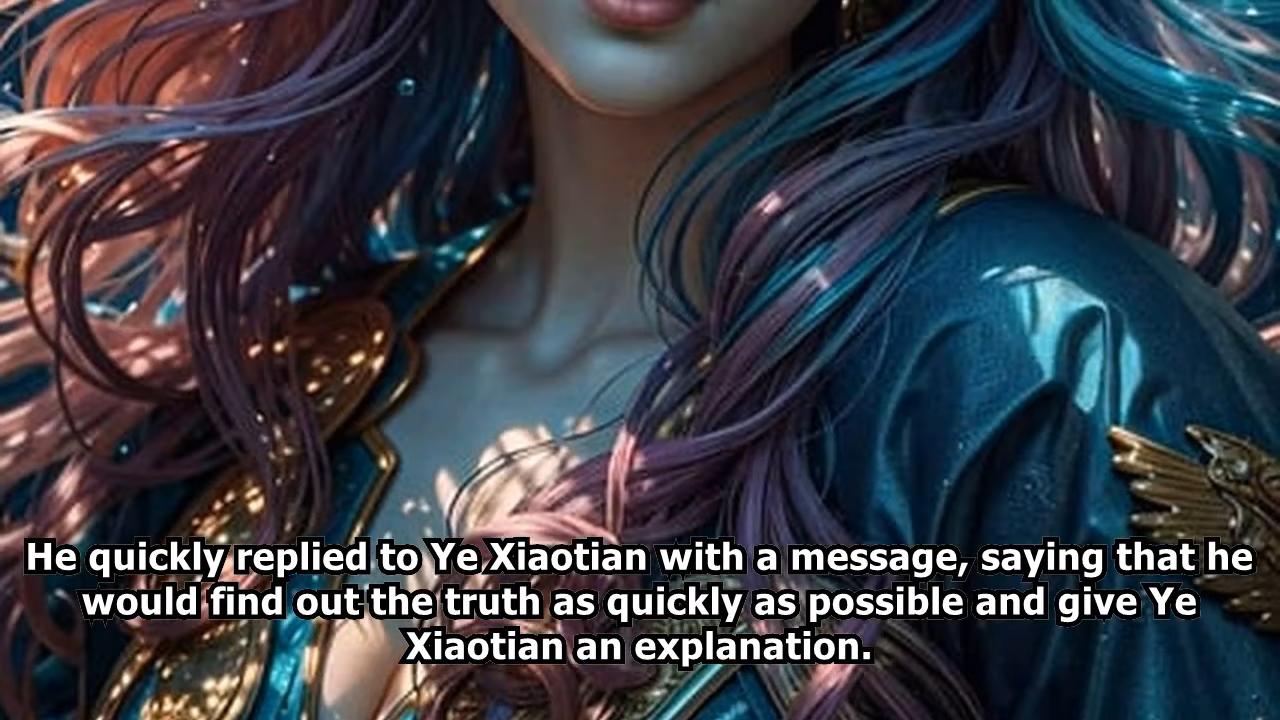 He quickly replied to Ye Xiaotian with a message, saying that he
would find out the truth as quickly as possible and give Ye
Xiaotian an explanation.